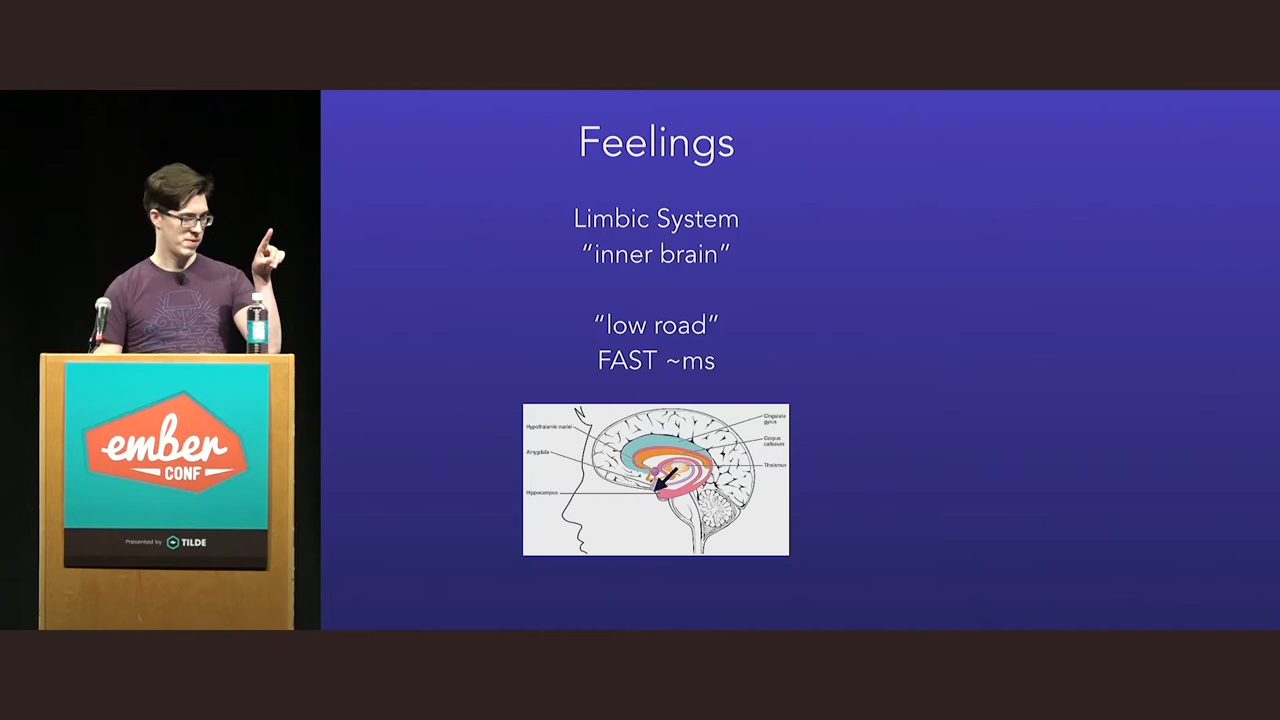 Feelings
Limbic System
“inner brain”
“low road”
FAST ~ms
Hypothalamic nuclei
Amygdala
Hippocampus
Cingulate
gyrus
Corpus
callosum
Thalamus
ember
CONF
Presented by TILDE